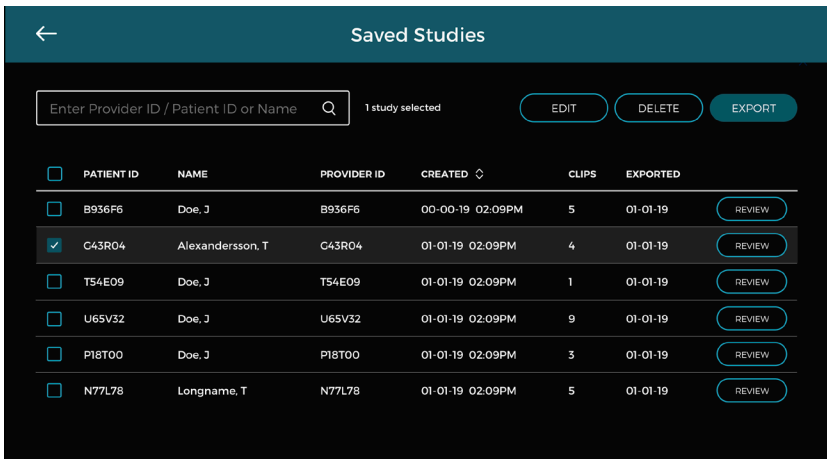 Saved Studies
Enter Provider ID / Patient ID or Name
1 study selected
EDIT DELETE EXPORT
PATIENT ID NAME PROVIDER ID CREATED CLIPS EXPORTED
B936F6 Doe, J B936F6 00-00-19 02:09PM 5 01-01-19 REVIEW
G43R04 Alexandersson, T G43R04 01-01-19 02:09PM 4 01-01-19 REVIEW
T54E09 Doe, J T54E09 01-01-19 02:09PM 1 01-01-19 REVIEW
U65V32 Doe, J U65V32 01-01-19 02:09PM 9 01-01-19 REVIEW
P18T00 Doe, J P18T00 01-01-19 02:09PM 3 01-01-19 REVIEW
N77L78 Longname, T N77L78 01-01-19 02:09PM 5 01-01-19 REVIEW